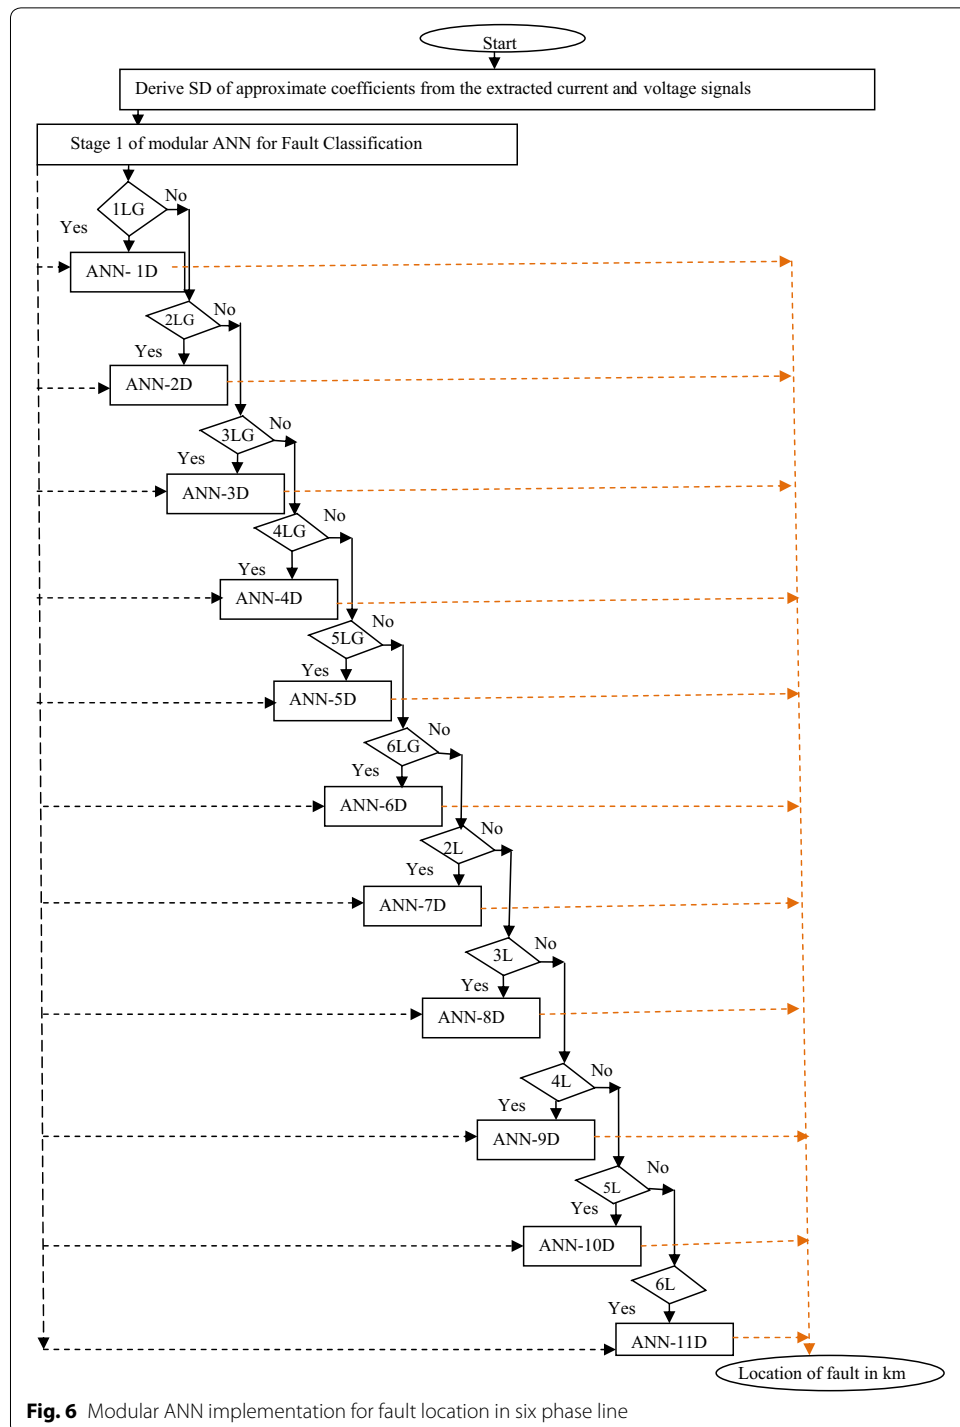 Start
Derive SD of approximate coefficients from the extracted current and voltage signals
Stage 1 of modular ANN for Fault Classification
1LG
No
Yes
ANN- 1D
2LG
No
Yes
ANN-2D
3LG
No
Yes
ANN-3D
4LG
No
Yes
ANN-4D
5LG
No
Yes
ANN-5D
6LG
No
Yes
ANN-6D
2L
No
Yes
ANN-7D
3L
No
Yes
ANN-8D
4L
No
Yes
ANN-9D
5L
No
Yes
ANN-10D
6L
Yes
ANN-11D
Location of fault in km
Fig. 6 Modular ANN implementation for fault location in six phase line